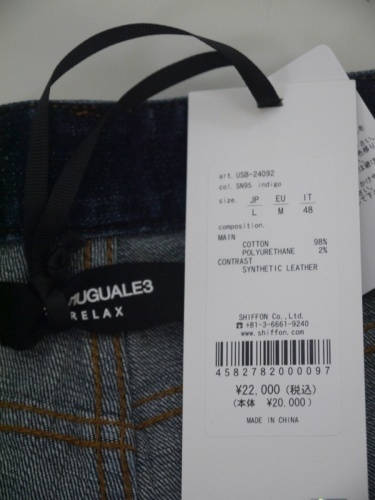 art. USB-24092
col. SN95 indigo
size. JP EU IT
L M 48
composition.
MAIN
COTTON 98%
POLYURETHANE 2%
CONTRAST
SYNTHETIC LEATHER
SHIFFON Co., Ltd.
☎ +81-3-6661-9240
www.shiffon.com
4582782000097
¥22,000(税込)
(本体 ¥20,000)
MADE IN CHINA
HUGUALE3
RELAX